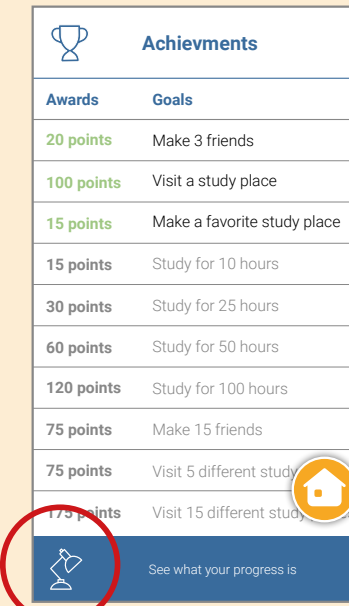 Achievments
Awards Goals
20 points Make 3 friends
100 points Visit a study place
15 points Make a favorite study place
15 points Study for 10 hours
30 points Study for 25 hours
60 points Study for 50 hours
120 points Study for 100 hours
75 points Make 15 friends
75 points Visit 5 different study
175 points Visit 15 different study
See what your progress is